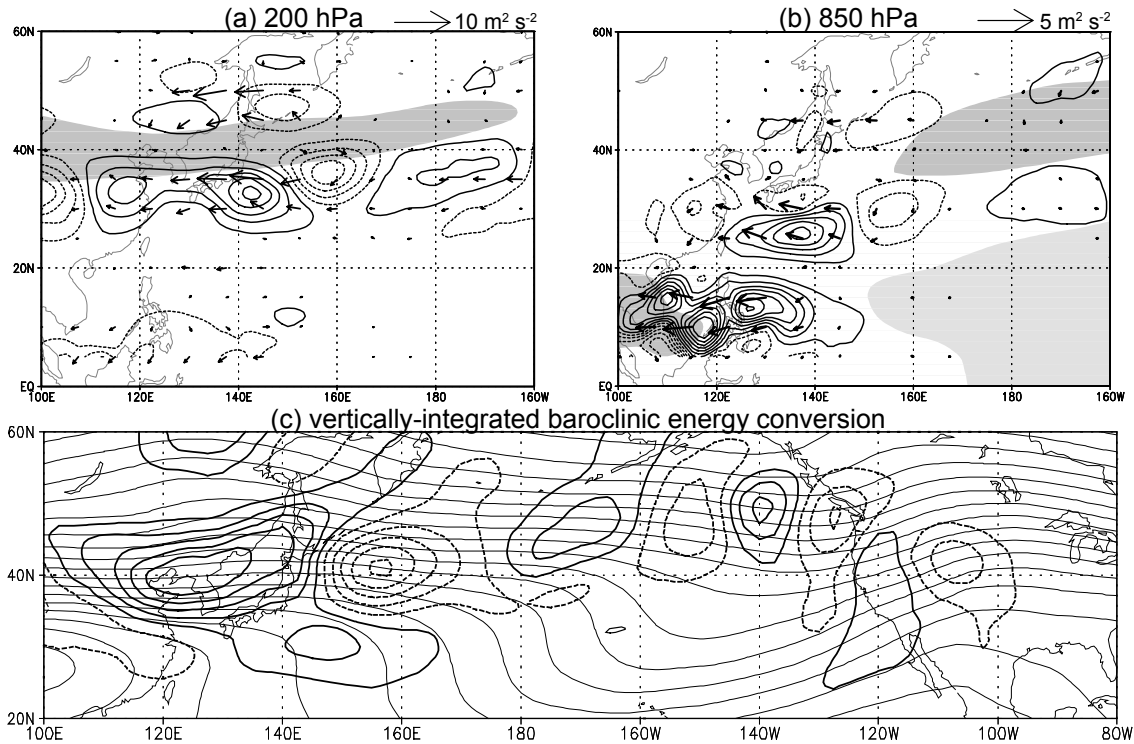 (a) 200 hPa
10 m² s⁻²
(b) 850 hPa
5 m² s⁻²
60N
40N
20N
EQ
100E 120E 140E 160E 180 160W
60N
40N
20N
EQ
100E 120E 140E 160E 180 160W
(c) vertically-integrated baroclinic energy conversion
60N
40N
20N
100E 120E 140E 160E 180 160W 140W 120W 100W 80W